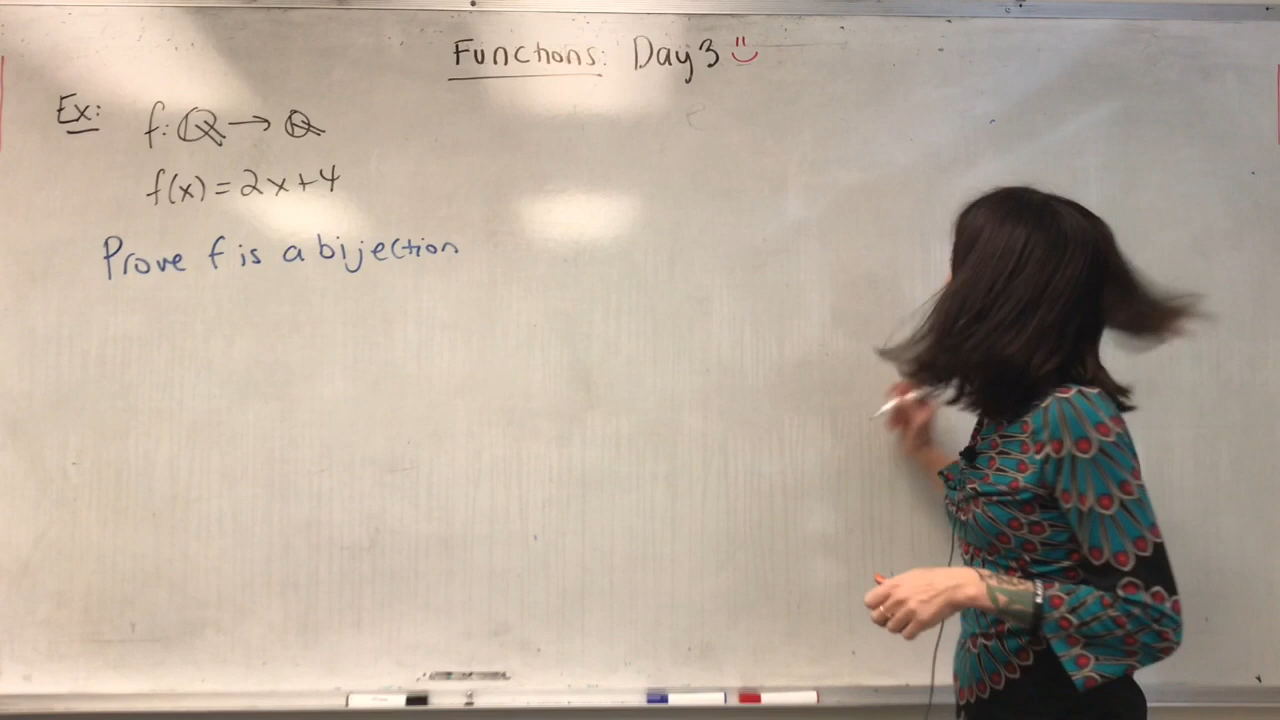 Functions: Day 3
Ex: f: ℚ → ℚ
f(x) = 2x+4
Prove f is a bijection